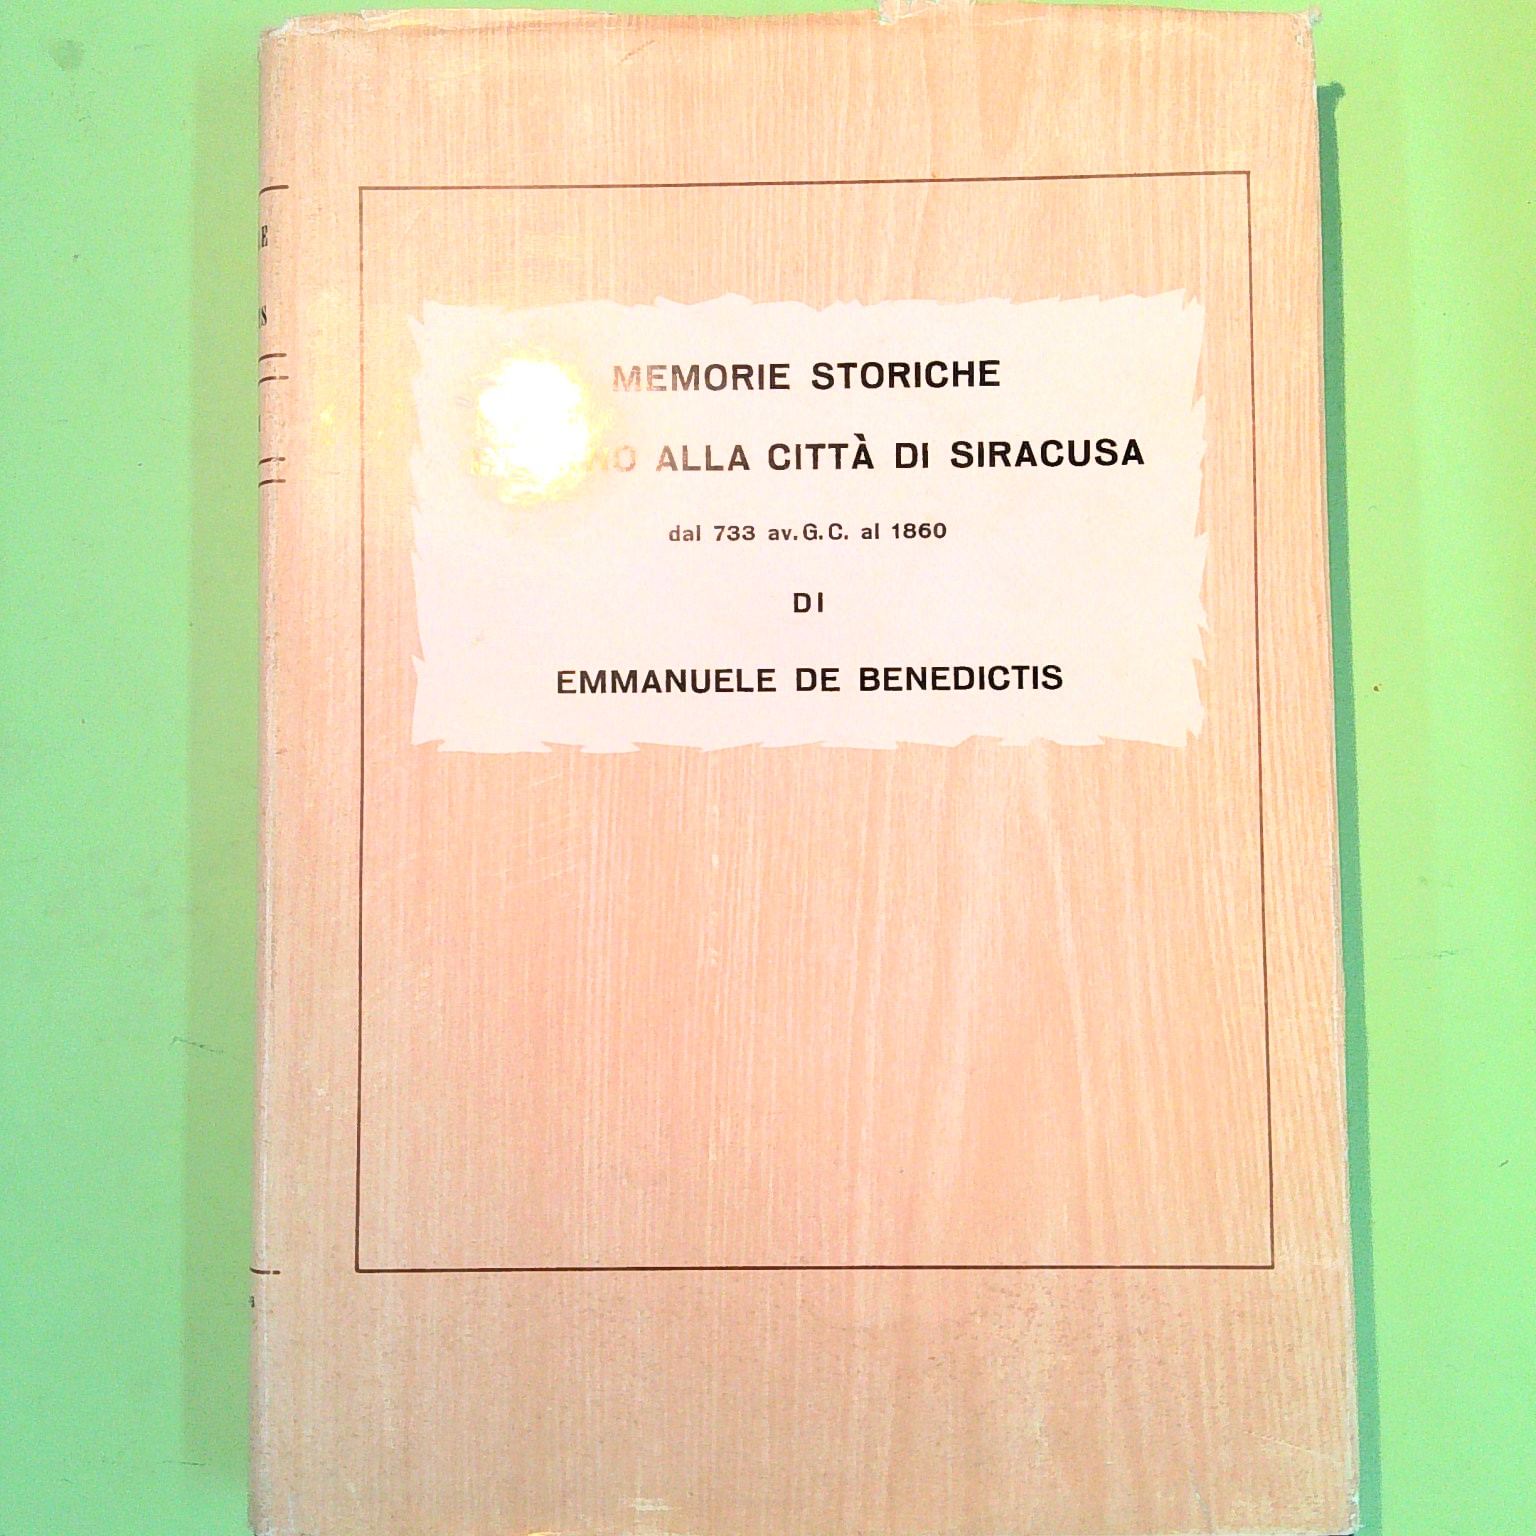 MEMORIE STORICHE
ALLA CITTÀ DI SIRACUSA
dal 733 av. G. C. al 1860
DI
EMMANUELE DE BENEDICTIS